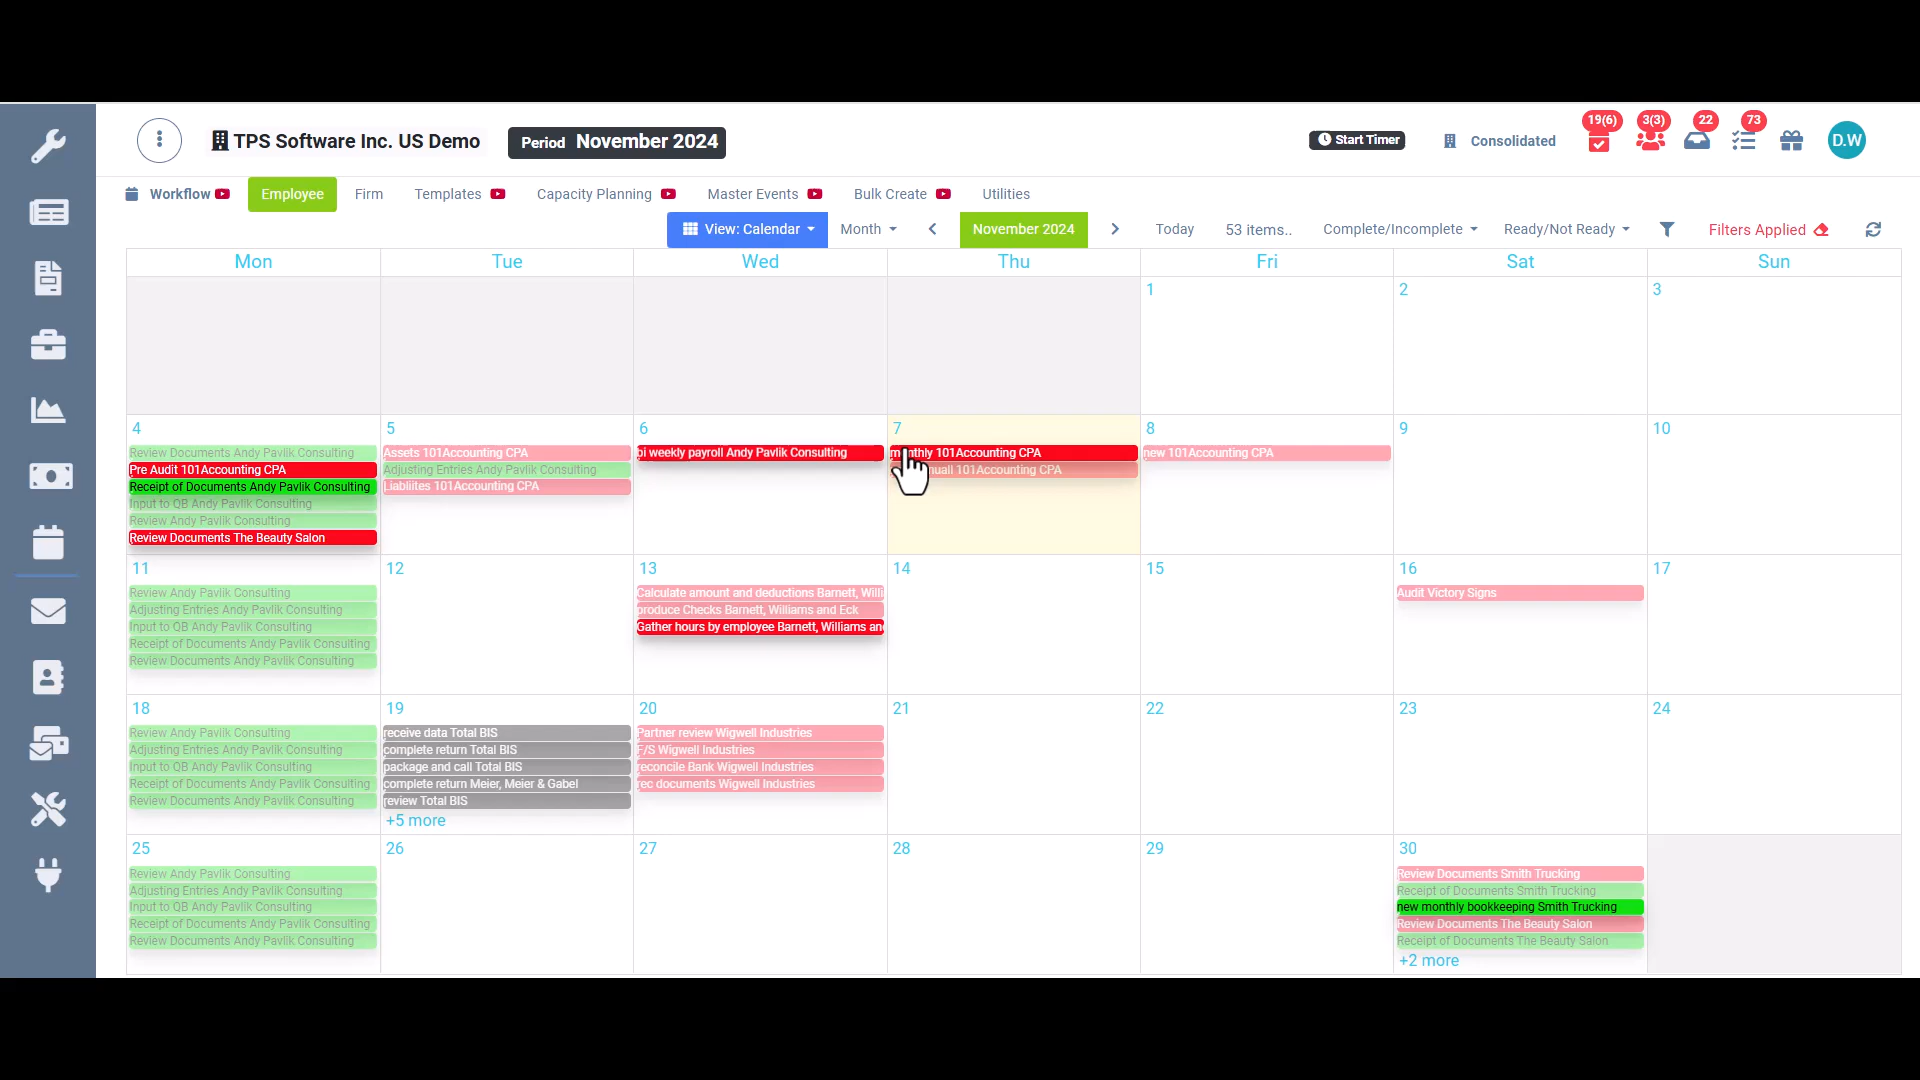 TPS Software Inc. US Demo
Period November 2024
Start Timer
Consolidated
19(6)
3(3)
22
73
D.W
Workflow
Employee
Firm
Templates
Capacity Planning
Master Events
Bulk Create
Utilities
View: Calendar
Month
November 2024
Today
53 items..
Complete/Incomplete
Ready/Not Ready
Filters Applied
Mon Tue Wed Thu Fri Sat Sun
1
2
3
4
Review Documents Andy Pavlik Consulting
Pre Audit 101Accounting CPA
Receipt of Documents Andy Pavlik Consulting
Input to QB Andy Pavlik Consulting
Review Andy Pavlik Consulting
Review Documents The Beauty Salon
5
Assets 101Accounting CPA
Adjusting Entries Andy Pavlik Consulting
Liabliites 101Accounting CPA
6
bi weekly payroll Andy Pavlik Consulting
7
monthly 101Accounting CPA
101Accounting CPA
8
new 101Accounting CPA
9
10
11
Review Andy Pavlik Consulting
Adjusting Entries Andy Pavlik Consulting
Input to QB Andy Pavlik Consulting
Receipt of Documents Andy Pavlik Consulting
Review Documents Andy Pavlik Consulting
12
13
Calculate amount and deductions Barnett, Willi
produce Checks Barnett, Williams and Eck
Gather hours by employee Barnett, Williams an
14
15
16
Audit Victory Signs
17
18
Review Andy Pavlik Consulting
Adjusting Entries Andy Pavlik Consulting
Input to QB Andy Pavlik Consulting
Receipt of Documents Andy Pavlik Consulting
Review Documents Andy Pavlik Consulting
19
receive data Total BIS
complete return Total BIS
package and call Total BIS
complete return Meier, Meier & Gabel
review Total BIS
+5 more
20
Partner review Wigwell Industries
F/S Wigwell Industries
reconcile Bank Wigwell Industries
rec documents Wigwell Industries
21
22
23
24
25
Review Andy Pavlik Consulting
Adjusting Entries Andy Pavlik Consulting
Input to QB Andy Pavlik Consulting
Receipt of Documents Andy Pavlik Consulting
Review Documents Andy Pavlik Consulting
26
27
28
29
30
Review Documents Smith Trucking
Receipt of Documents Smith Trucking
new monthly bookkeeping Smith Trucking
Review Documents The Beauty Salon
Receipt of Documents The Beauty Salon
+2 more